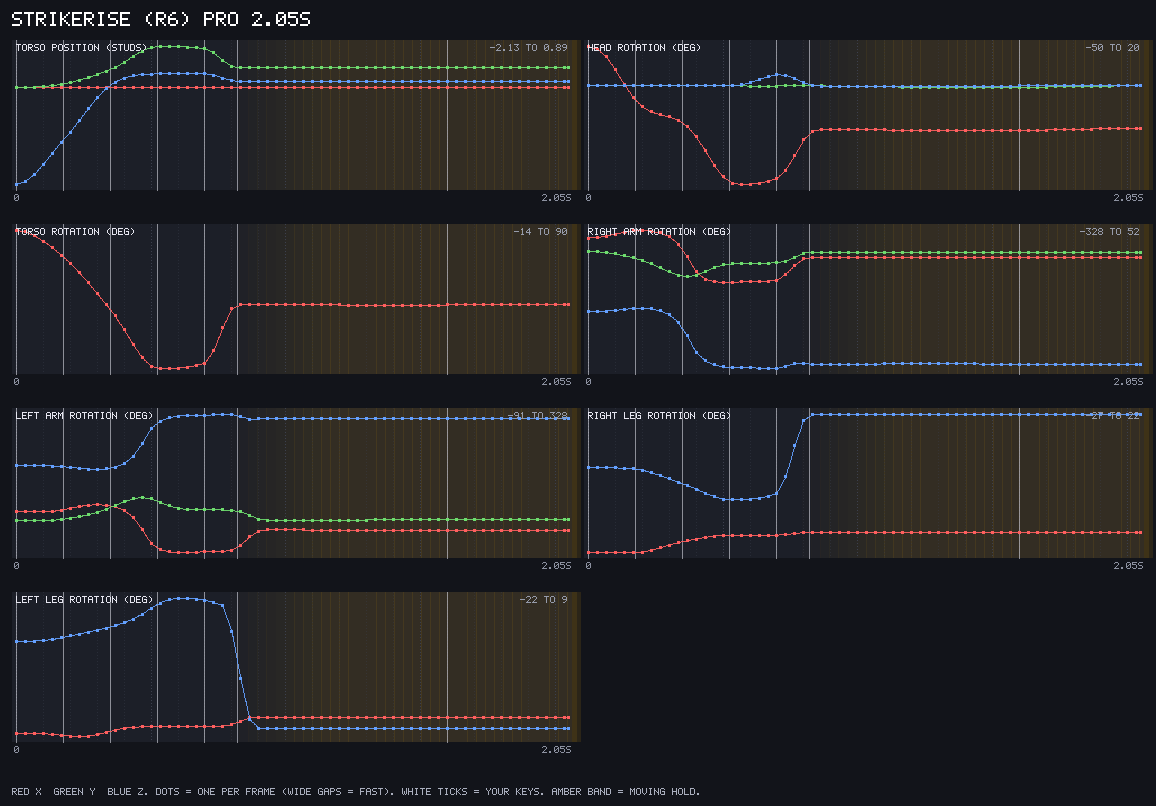 STRIKERISE (R6) PRO 2.05S
TORSO POSITION (STUDS) -2.13 TO 0.89
0 2.05S
HEAD ROTATION (DEG) -50 TO 20
0 2.05S
TORSO ROTATION (DEG) -14 TO 90
0 2.05S
RIGHT ARM ROTATION (DEG) -328 TO 52
0 2.05S
LEFT ARM ROTATION (DEG) -91 TO 328
0 2.05S
RIGHT LEG ROTATION (DEG) -27 TO 22
0 2.05S
LEFT LEG ROTATION (DEG) -22 TO 9
0 2.05S
RED X GREEN Y BLUE Z. DOTS = ONE PER FRAME (WIDE GAPS = FAST). WHITE TICKS = YOUR KEYS. AMBER BAND = MOVING HOLD.